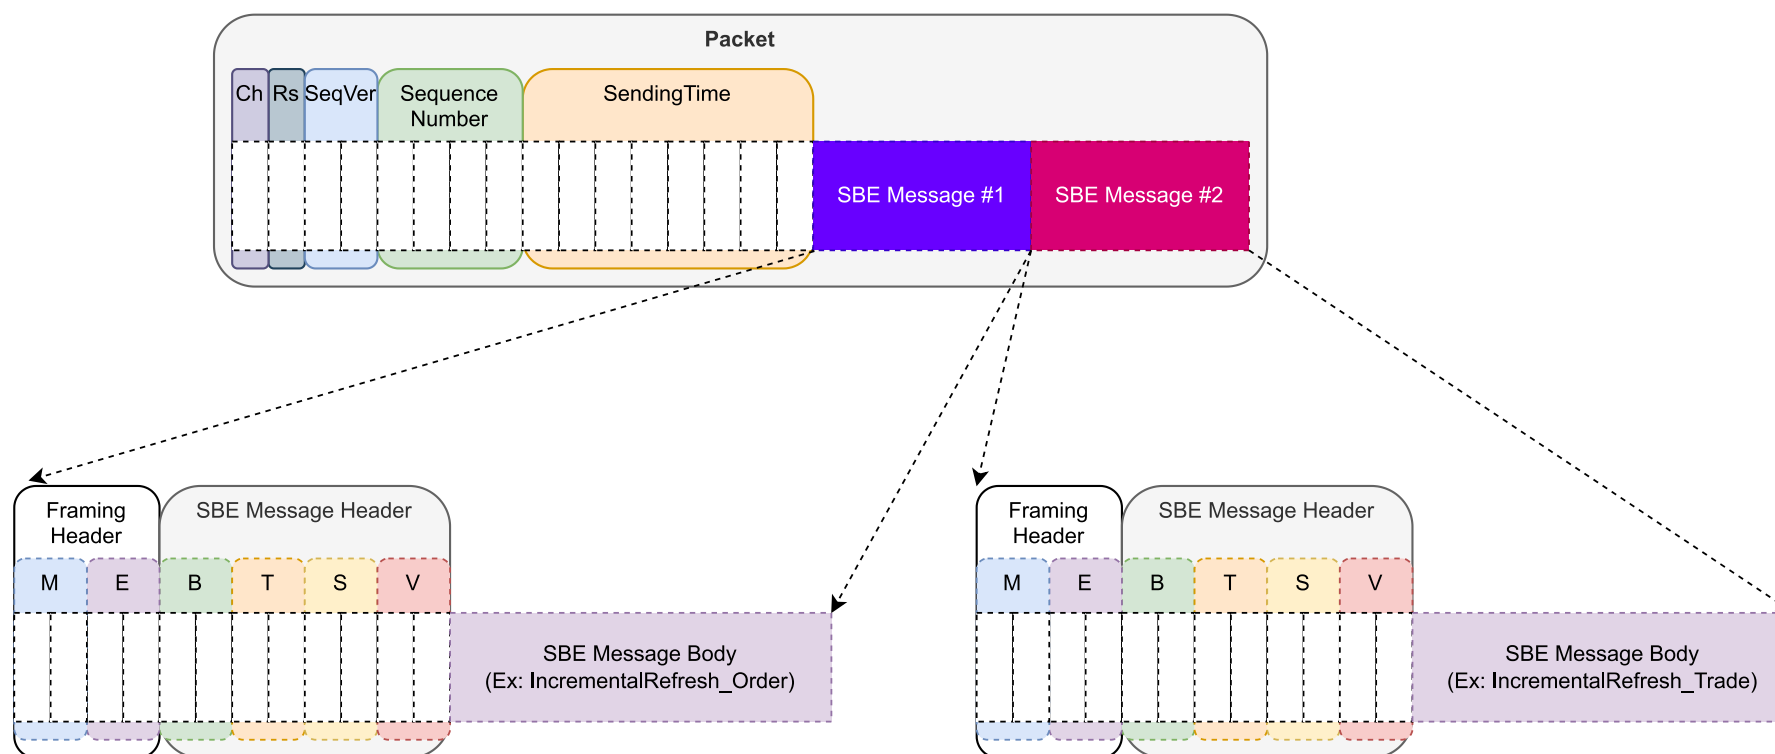 Packet
Ch Rs SeqVer Sequence SendingTime
Number
SBE Message #1 SBE Message #2
Framing SBE Message Header
Header
M E B T S V
SBE Message Body
(Ex: IncrementalRefresh_Order)
Framing SBE Message Header
Header
M E B T S V
SBE Message Body
(Ex: IncrementalRefresh_Trade)